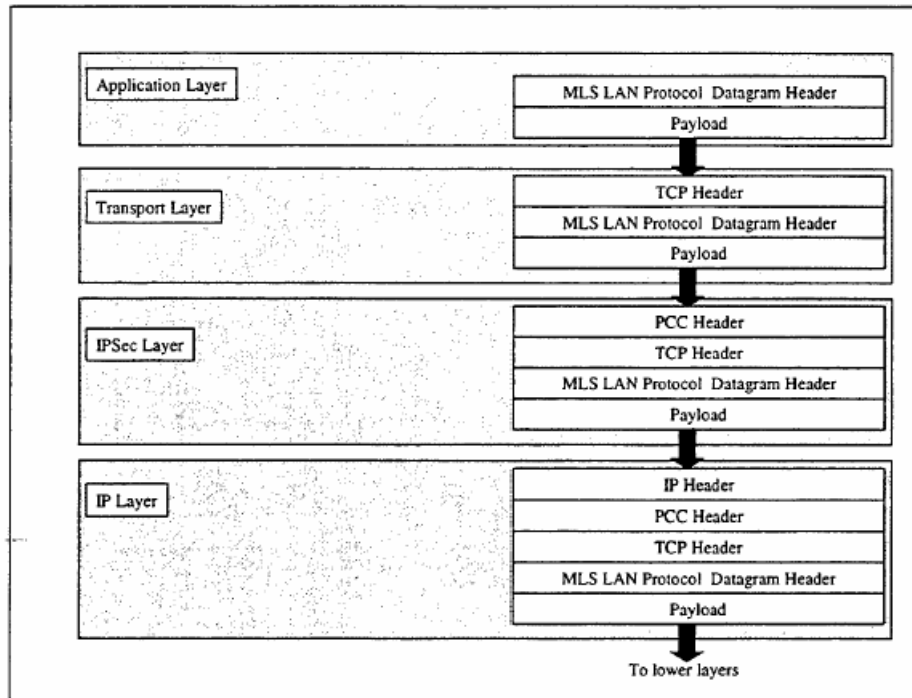 Application Layer
MLS LAN Protocol Datagram Header
Payload
Transport Layer
TCP Header
MLS LAN Protocol Datagram Header
Payload
IPSec Layer
PCC Header
TCP Header
MLS LAN Protocol Datagram Header
Payload
IP Layer
IP Header
PCC Header
TCP Header
MLS LAN Protocol Datagram Header
Payload
To lower layers